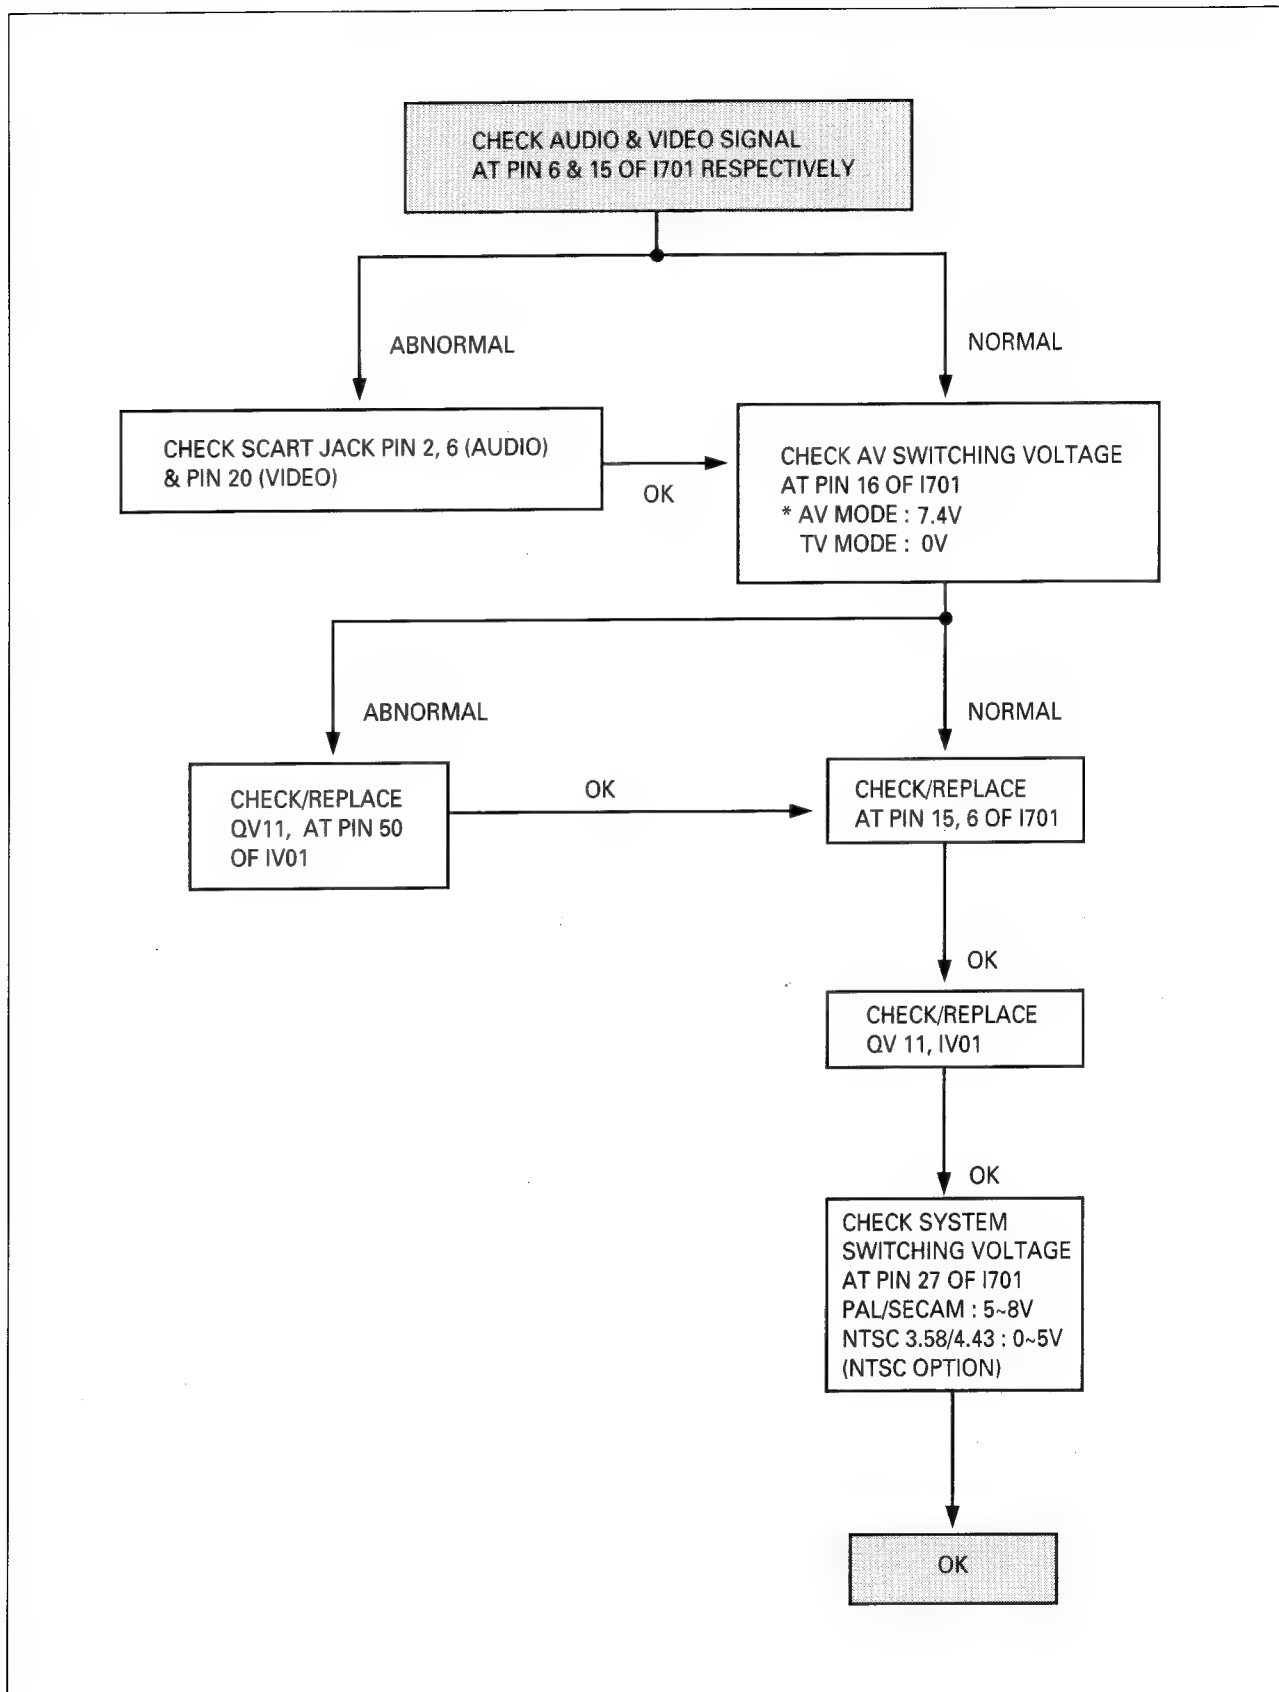 CHECK AUDIO & VIDEO SIGNAL
AT PIN 6 & 15 OF I701 RESPECTIVELY
ABNORMAL
NORMAL
CHECK SCART JACK PIN 2, 6 (AUDIO)
& PIN 20 (VIDEO)
OK
CHECK AV SWITCHING VOLTAGE
AT PIN 16 OF I701
* AV MODE : 7.4V
TV MODE : 0V
ABNORMAL
NORMAL
CHECK/REPLACE
QV11, AT PIN 50
OF IV01
OK
CHECK/REPLACE
AT PIN 15, 6 OF I701
OK
CHECK/REPLACE
QV 11, IV01
OK
CHECK SYSTEM
SWITCHING VOLTAGE
AT PIN 27 OF I701
PAL/SECAM : 5~8V
NTSC 3.58/4.43 : 0~5V
(NTSC OPTION)
OK